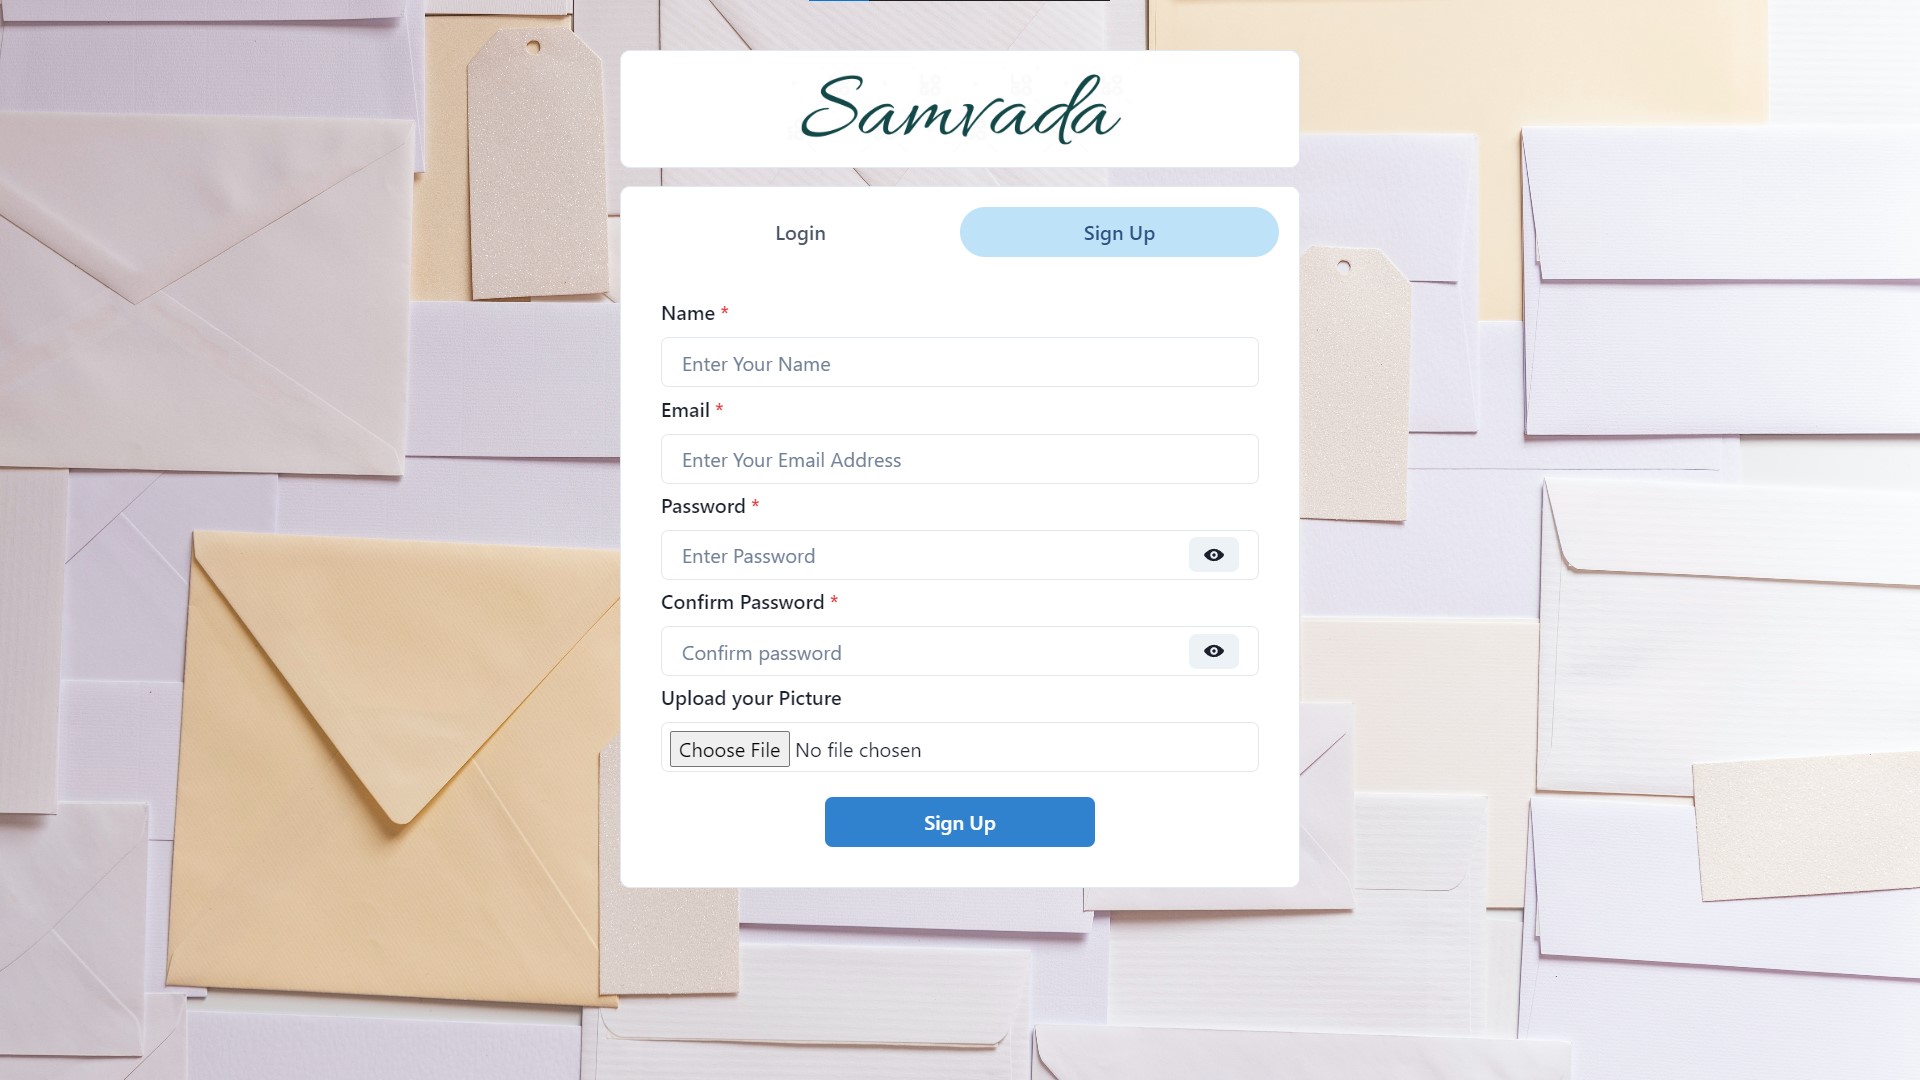 Samvada
Login
Sign Up
Name *
Enter Your Name
Email *
Enter Your Email Address
Password *
Enter Password
Confirm Password *
Confirm password
Upload your Picture
Choose File No file chosen
Sign Up